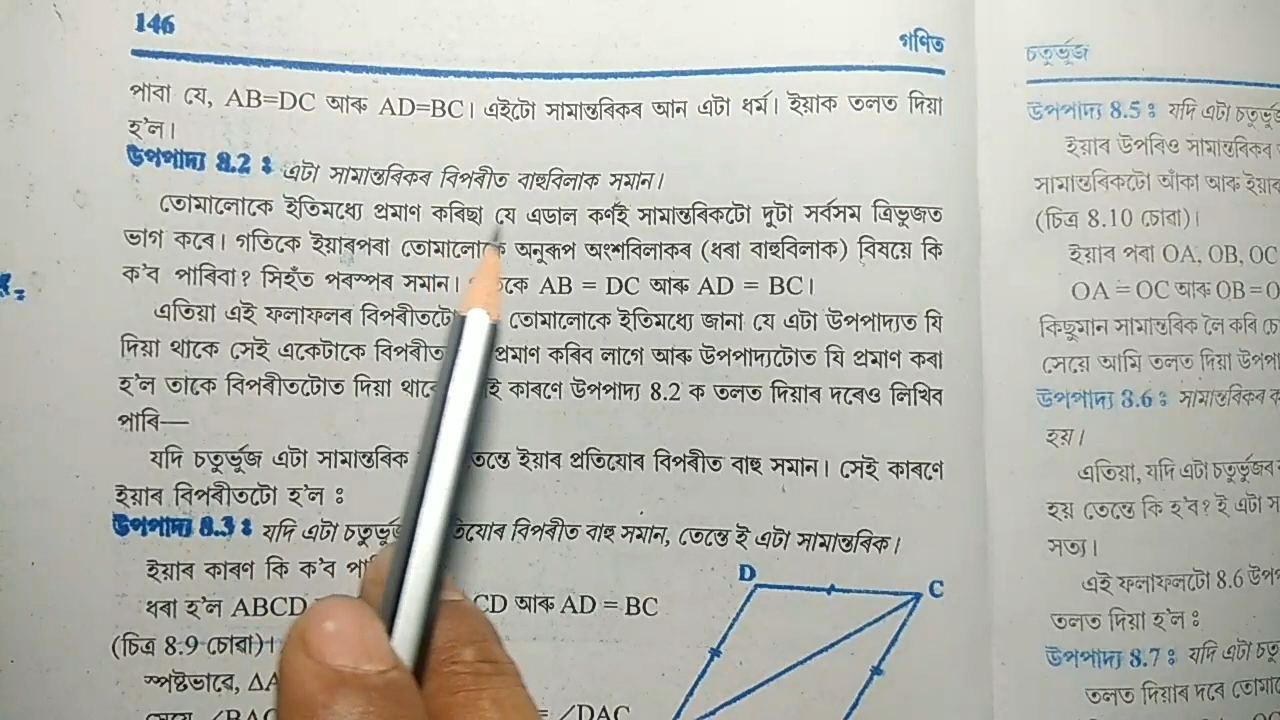 146
গণিত
পাবা যে, AB=DC আৰু AD=BC। এইটো সামান্তৰিকৰ আন এটা ধৰ্ম। ইয়াক তলত দিয়া
হ'ল।
উপপাদ্য 8.2 : এটা সামান্তৰিকৰ বিপৰীত বাহুবিলাক সমান।
তোমালোকে ইতিমধ্যে প্ৰমাণ কৰিছা যে এডাল কৰ্ণই সামান্তৰিকটো দুটা সৰ্বসম ত্ৰিভুজত
ভাগ কৰে। গতিকে ইয়াৰপৰা তোমালোকে অনুৰূপ অংশবিলাকৰ (ধৰা বাহুবিলাক) বিষয়ে কি
ক'ব পাৰিবা? সিহঁত পৰস্পৰ সমান। AB = DC আৰু AD = BC।
এতিয়া এই ফলাফলৰ বিপৰীতটো তোমালোকে ইতিমধ্যে জানা যে এটা উপপাদ্যত যি
দিয়া থাকে সেই একেটাকে বিপৰীত প্ৰমাণ কৰিব লাগে আৰু উপপাদ্যটোত যি প্ৰমাণ কৰা
হ'ল তাকে বিপৰীতটোত দিয়া থাকে কাৰণে উপপাদ্য 8.2 ক তলত দিয়াৰ দৰেও লিখিব
পাৰি—
যদি চতুৰ্ভূজ এটা সামান্তৰিক ইয়াৰ প্ৰতিযোৰ বিপৰীত বাহু সমান। সেই কাৰণে
ইয়াৰ বিপৰীতটো হ'ল :
উপপাদ্য 8.3 : যদি এটা চতুৰ্ভূজ বিপৰীত বাহু সমান, তেন্তে ই এটা সামান্তৰিক।
ইয়াৰ কাৰণ কি ক'ব
ধৰা হ'ল ABCD CD আৰু AD = BC
(চিত্ৰ 8.9 চোৱা)।
স্পষ্টভাৱে,
∠DAC
D
C
চতুৰ্ভূজ
উপপাদ্য 8.5 : যদি এটা
ইয়াৰ উপৰিও সামান্তৰিকৰ
সামান্তৰিকটো আঁকা আৰু ইয়াৰ
(চিত্ৰ 8.10 চোৱা)।
ইয়াৰ পৰা OA, OB, OC
OA = OC আৰু OB = O
কিছুমান সামান্তৰিক লৈ কৰি
সেয়ে আমি তলত দিয়া
উপপাদ্য 8.6 : সামান্তৰিকৰ
হয়।
এতিয়া, যদি এটা চতুৰ্ভুজৰ
হয় তেন্তে কি হ'ব? ই এটা
সত্য।
এই ফলাফলটো 8.6
তলত দিয়া হ'ল :
উপপাদ্য 8.7 : যদি এটা
তলত দিয়াৰ দৰে